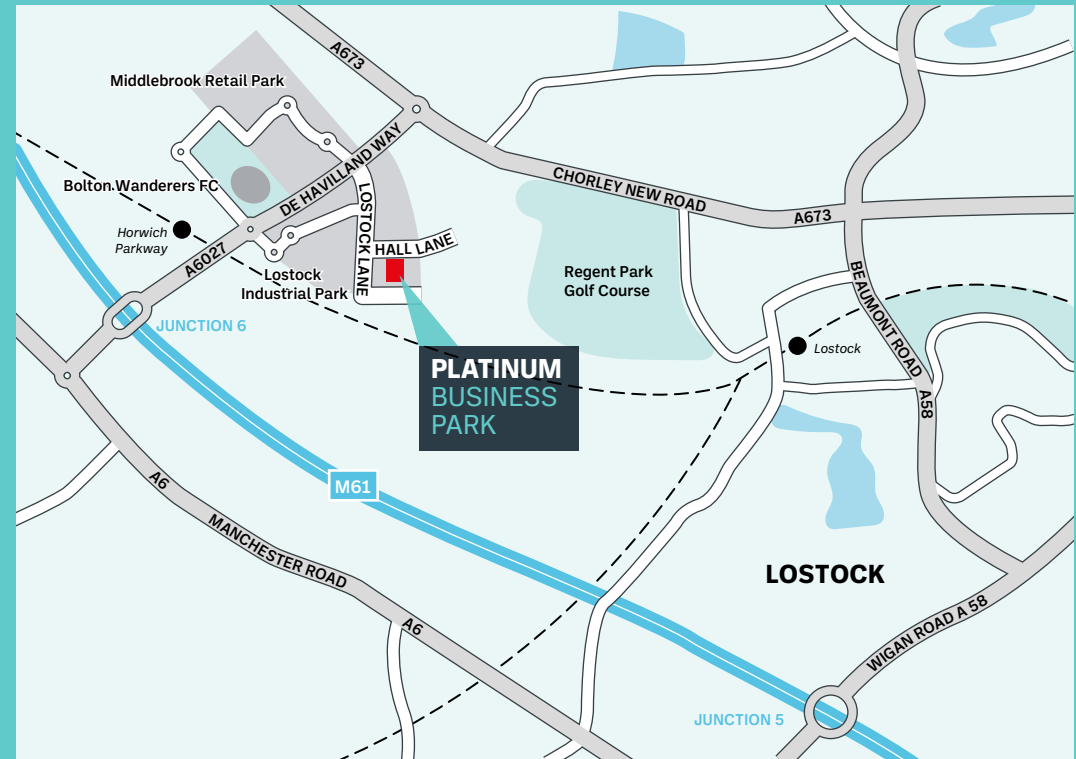 A673
Middlebrook Retail Park
DE HAVILLAND WAY
Bolton Wanderers FC
CHORLEY NEW ROAD
A673
LOSTOCK LANE
HALL LANE
Horwich
Parkway
A6027
Lostock
Industrial Park
Regent Park
Golf Course
BEAUMONT ROAD
JUNCTION 6
Lostock
PLATINUM
BUSINESS
PARK
A58
A6
M61
MANCHESTER ROAD
LOSTOCK
A6
WIGAN ROAD A 58
JUNCTION 5